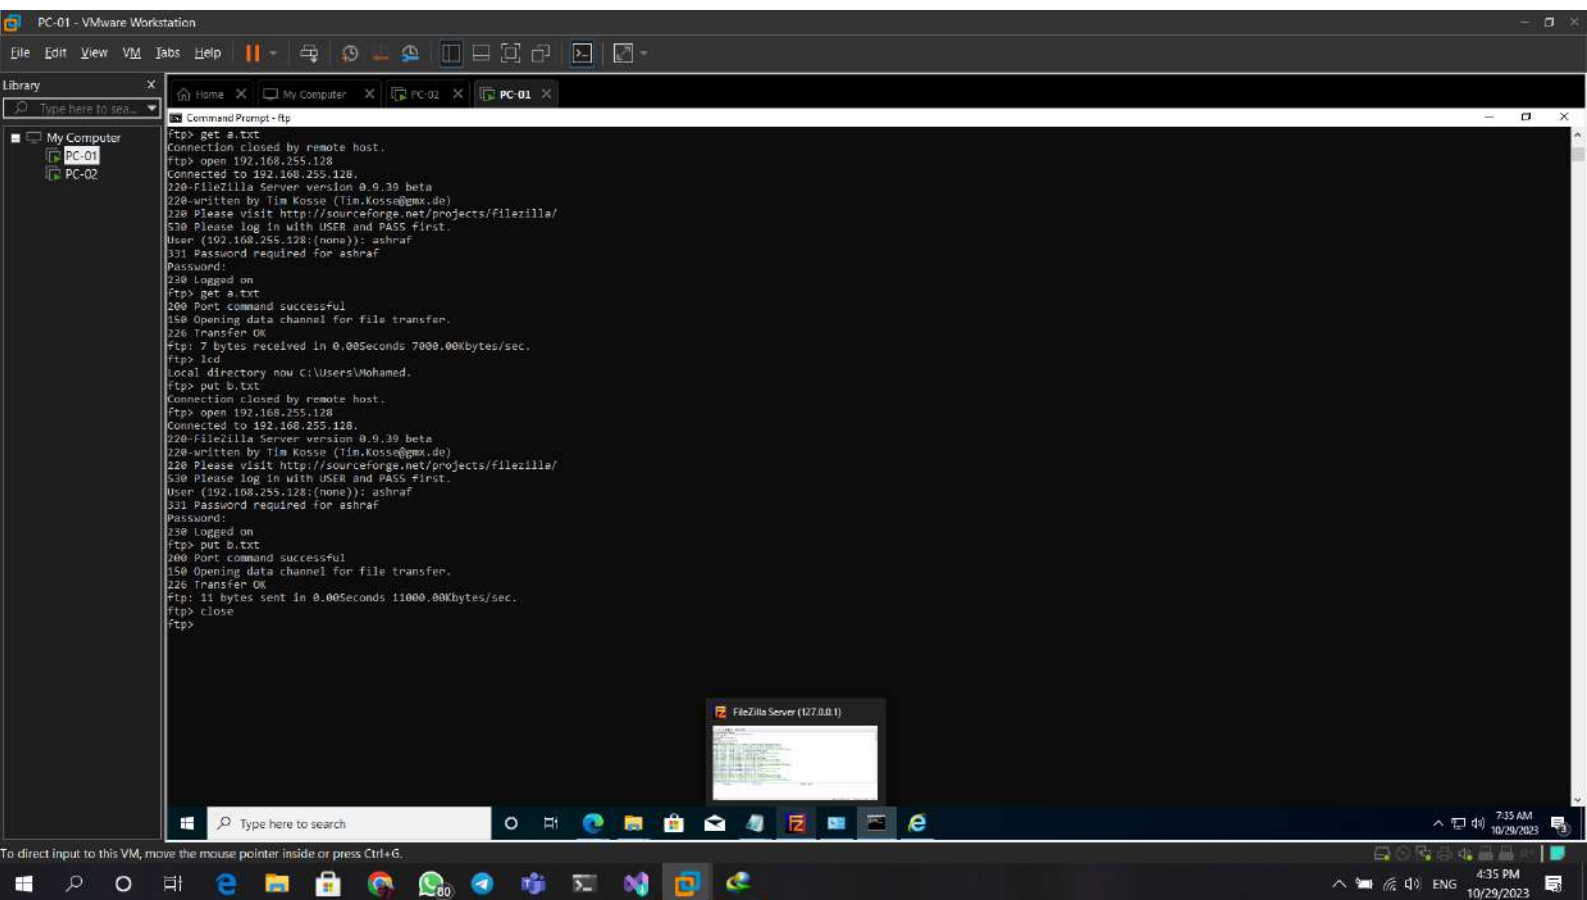 PC-01 - VMware Workstation
File Edit View VM Tabs Help
Library
Type here to sea...
My Computer
PC-01
PC-02
Home
My Computer
PC-02
PC-01
Command Prompt - ftp
ftp> get a.txt
Connection closed by remote host.
ftp> open 192.168.255.128
Connected to 192.168.255.128.
220-FileZilla Server version 0.9.39 beta
220-written by Tim Kosse (Tim.Kosse@gmx.de)
220 Please visit http://sourceforge.net/projects/filezilla/
530 Please log in with USER and PASS first.
User (192.168.255.128:(none)): ashraf
331 Password required for ashraf
Password:
230 Logged on
ftp> get a.txt
200 Port command successful
150 Opening data channel for file transfer.
226 Transfer OK
ftp: 7 bytes received in 0.00Seconds 7000.00Kbytes/sec.
ftp> lcd
Local directory now C:\Users\Mohamed.
ftp> put b.txt
Connection closed by remote host.
ftp> open 192.168.255.128
Connected to 192.168.255.128.
220-FileZilla Server version 0.9.39 beta
220-written by Tim Kosse (Tim.Kosse@gmx.de)
220 Please visit http://sourceforge.net/projects/filezilla/
530 Please log in with USER and PASS first.
User (192.168.255.128:(none)): ashraf
331 Password required for ashraf
Password:
230 Logged on
ftp> put b.txt
200 Port command successful
150 Opening data channel for file transfer.
226 Transfer OK
ftp: 11 bytes sent in 0.00Seconds 11000.00Kbytes/sec.
ftp> close
ftp>
FileZilla Server (127.0.0.1)
Type here to search
7:35 AM
10/29/2023
3
To direct input to this VM, move the mouse pointer inside or press Ctrl+G.
80
ENG
4:35 PM
10/29/2023